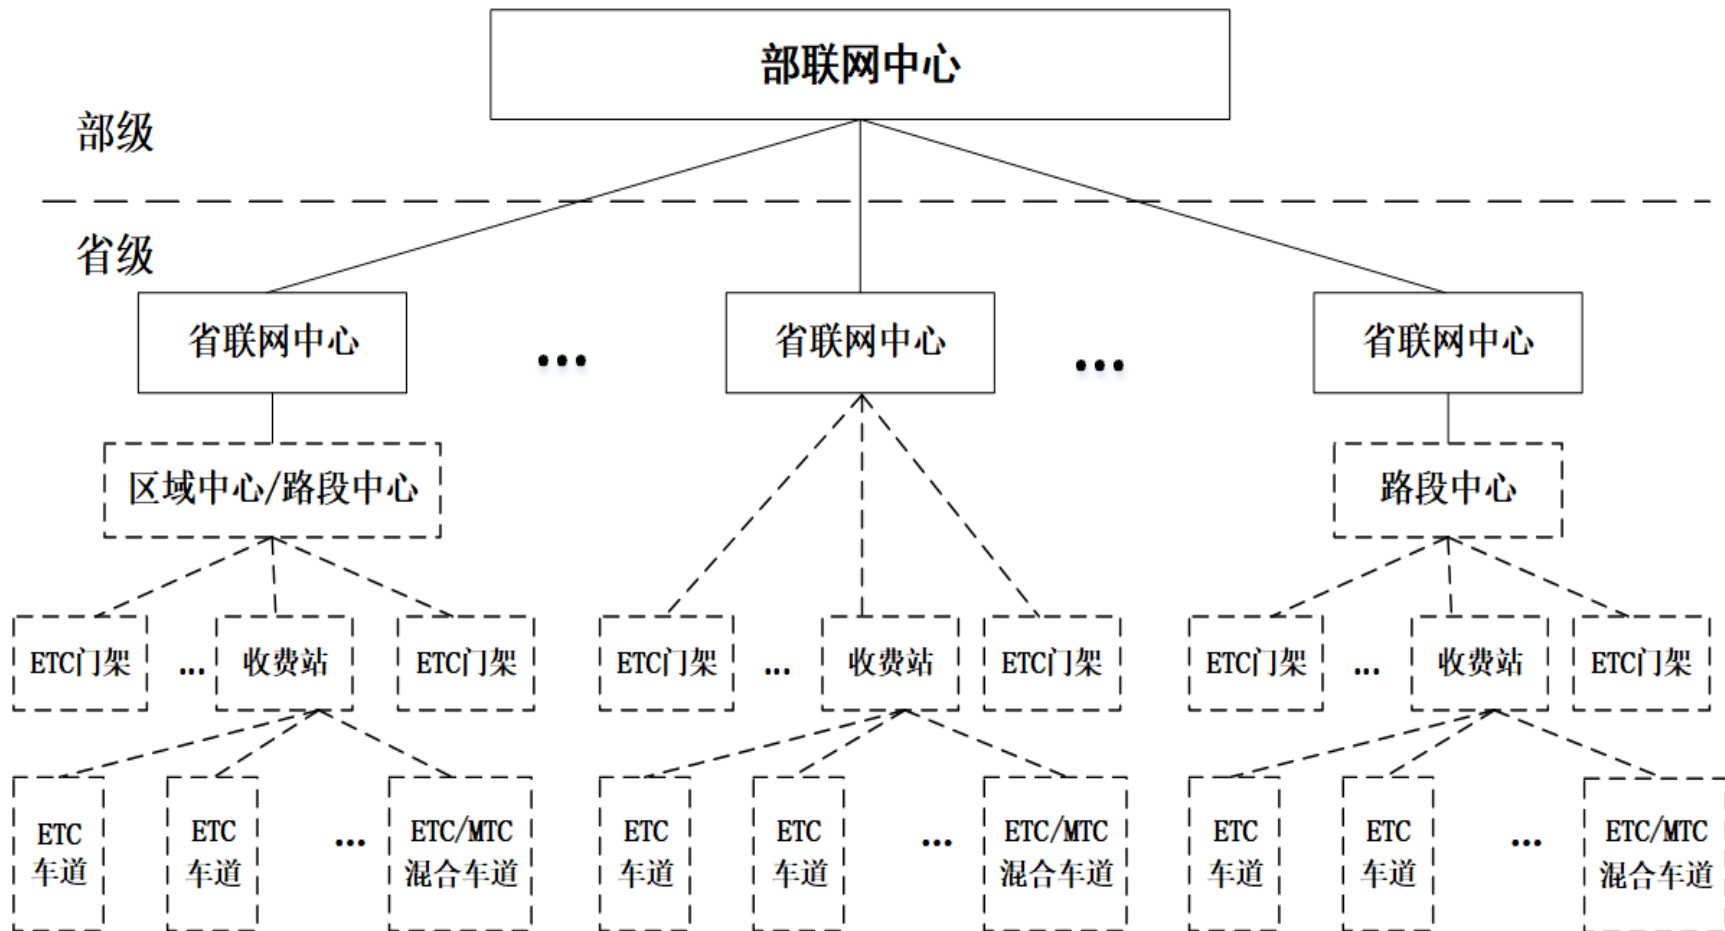 部联网中心
部级
省级
省联网中心
...
省联网中心
...
省联网中心
区域中心/路段中心
路段中心
ETC门架
...
收费站
ETC门架
ETC门架
...
收费站
ETC门架
ETC门架
...
收费站
ETC门架
ETC
车道
ETC
车道
...
ETC/MTC
混合车道
ETC
车道
ETC
车道
...
ETC/MTC
混合车道
ETC
车道
ETC
车道
...
ETC/MTC
混合车道